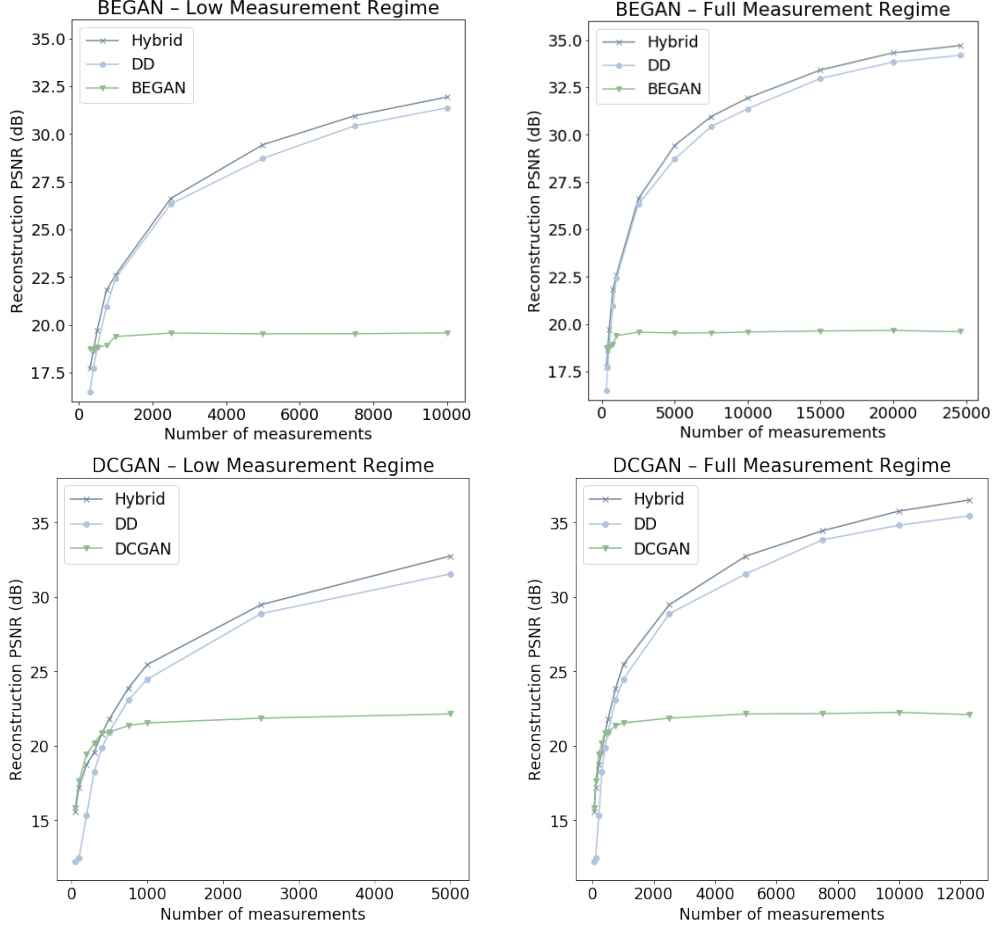 BEGAN – Low Measurement Regime
Reconstruction PSNR (dB)
35.0
32.5
30.0
27.5
25.0
22.5
20.0
17.5
Hybrid
DD
BEGAN
0 2000 4000 6000 8000 10000
Number of measurements
BEGAN – Full Measurement Regime
Reconstruction PSNR (dB)
35.0
32.5
30.0
27.5
25.0
22.5
20.0
17.5
Hybrid
DD
BEGAN
0 5000 10000 15000 20000 25000
Number of measurements
DCGAN – Low Measurement Regime
Reconstruction PSNR (dB)
35
30
25
20
15
Hybrid
DD
DCGAN
0 1000 2000 3000 4000 5000
Number of measurements
DCGAN – Full Measurement Regime
Reconstruction PSNR (dB)
35
30
25
20
15
Hybrid
DD
DCGAN
0 2000 4000 6000 8000 10000 12000
Number of measurements